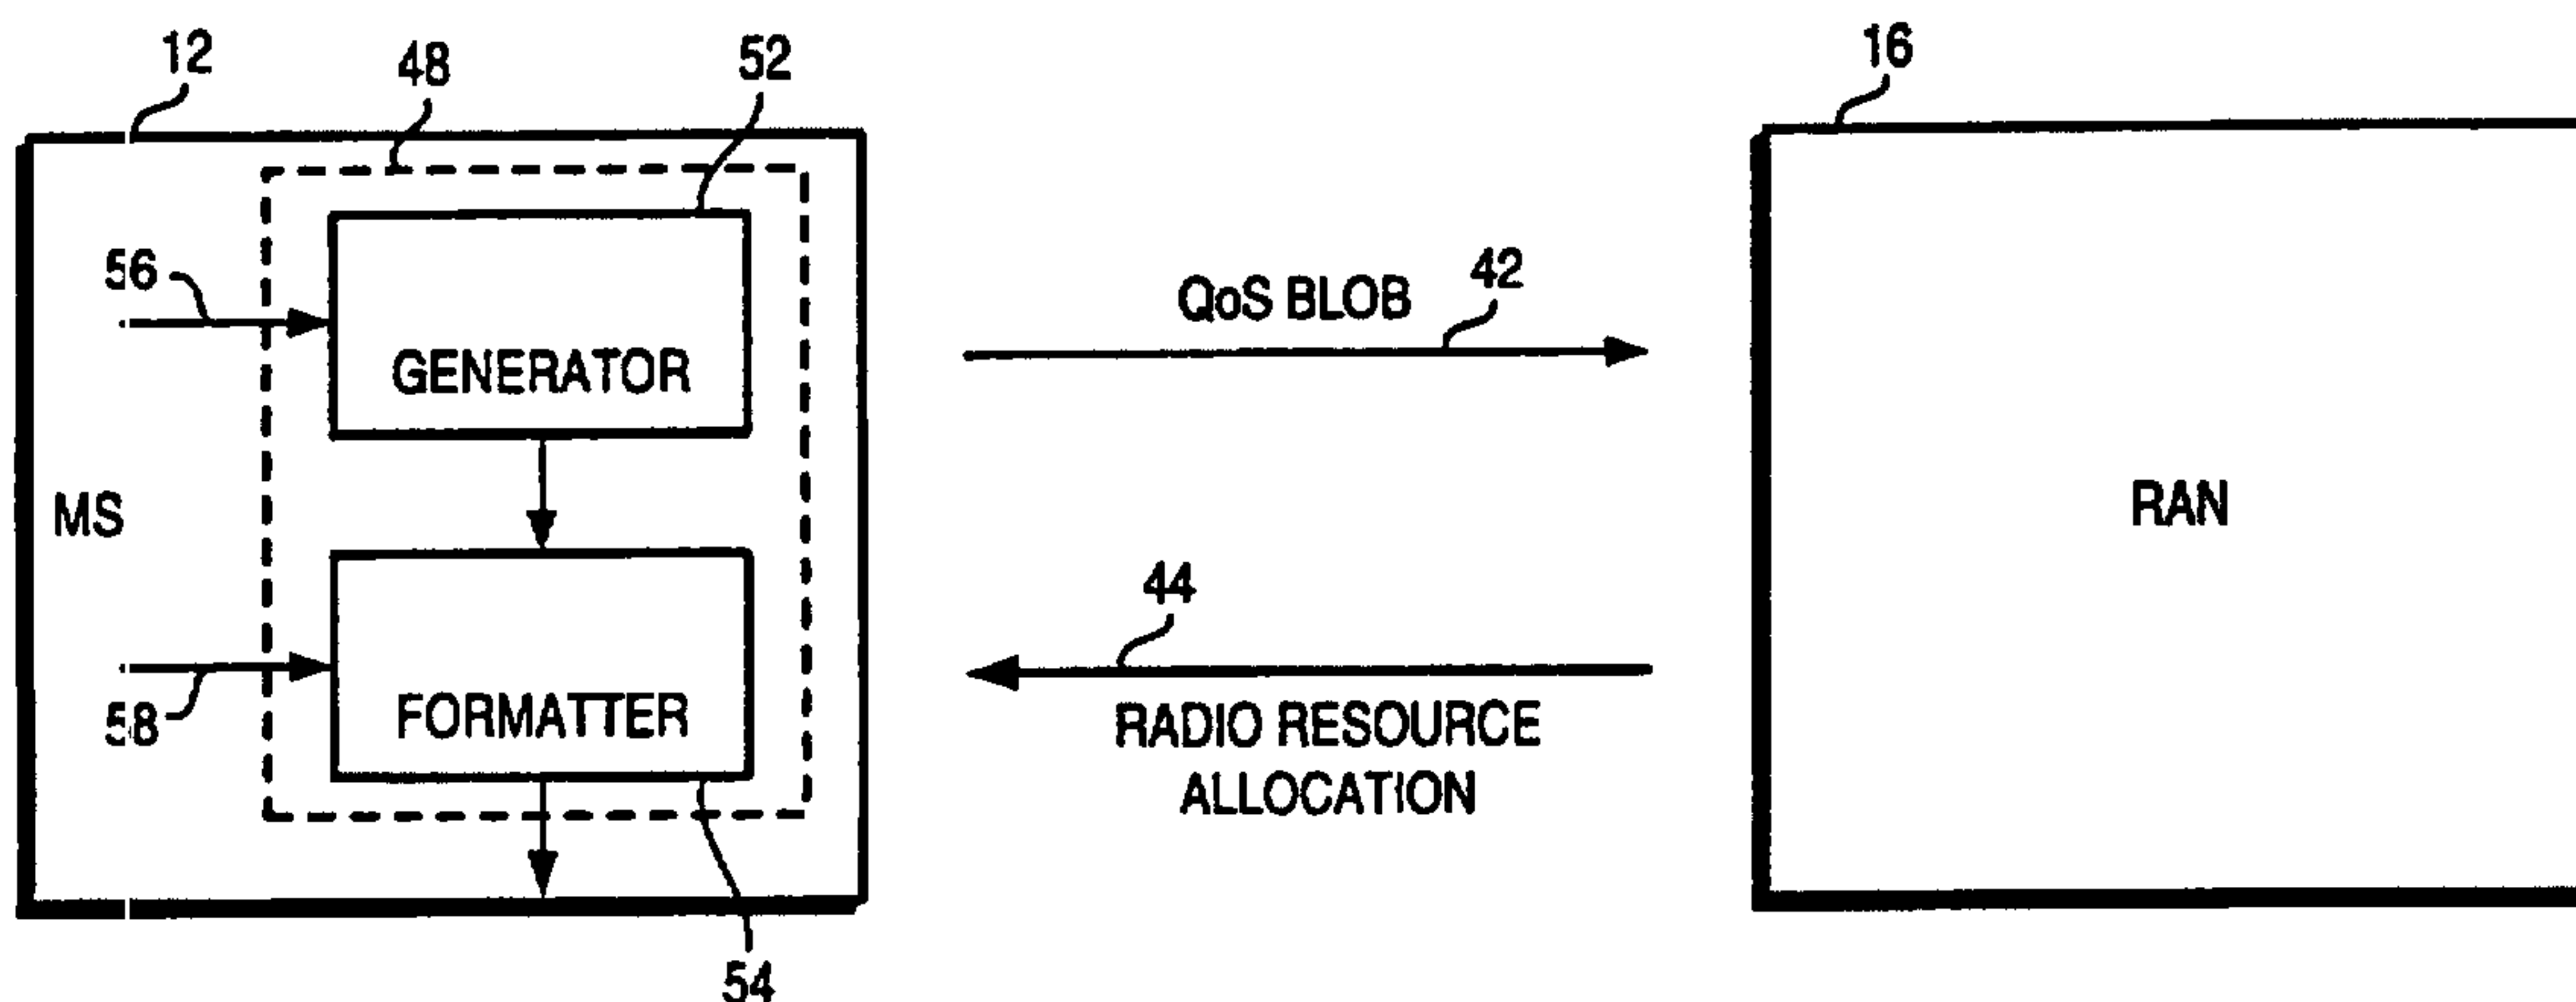 12
48
52
16
56
GENERATOR
QoS BLOB
42
MS
RAN
44
58
FORMATTER
RADIO RESOURCE
ALLOCATION
54